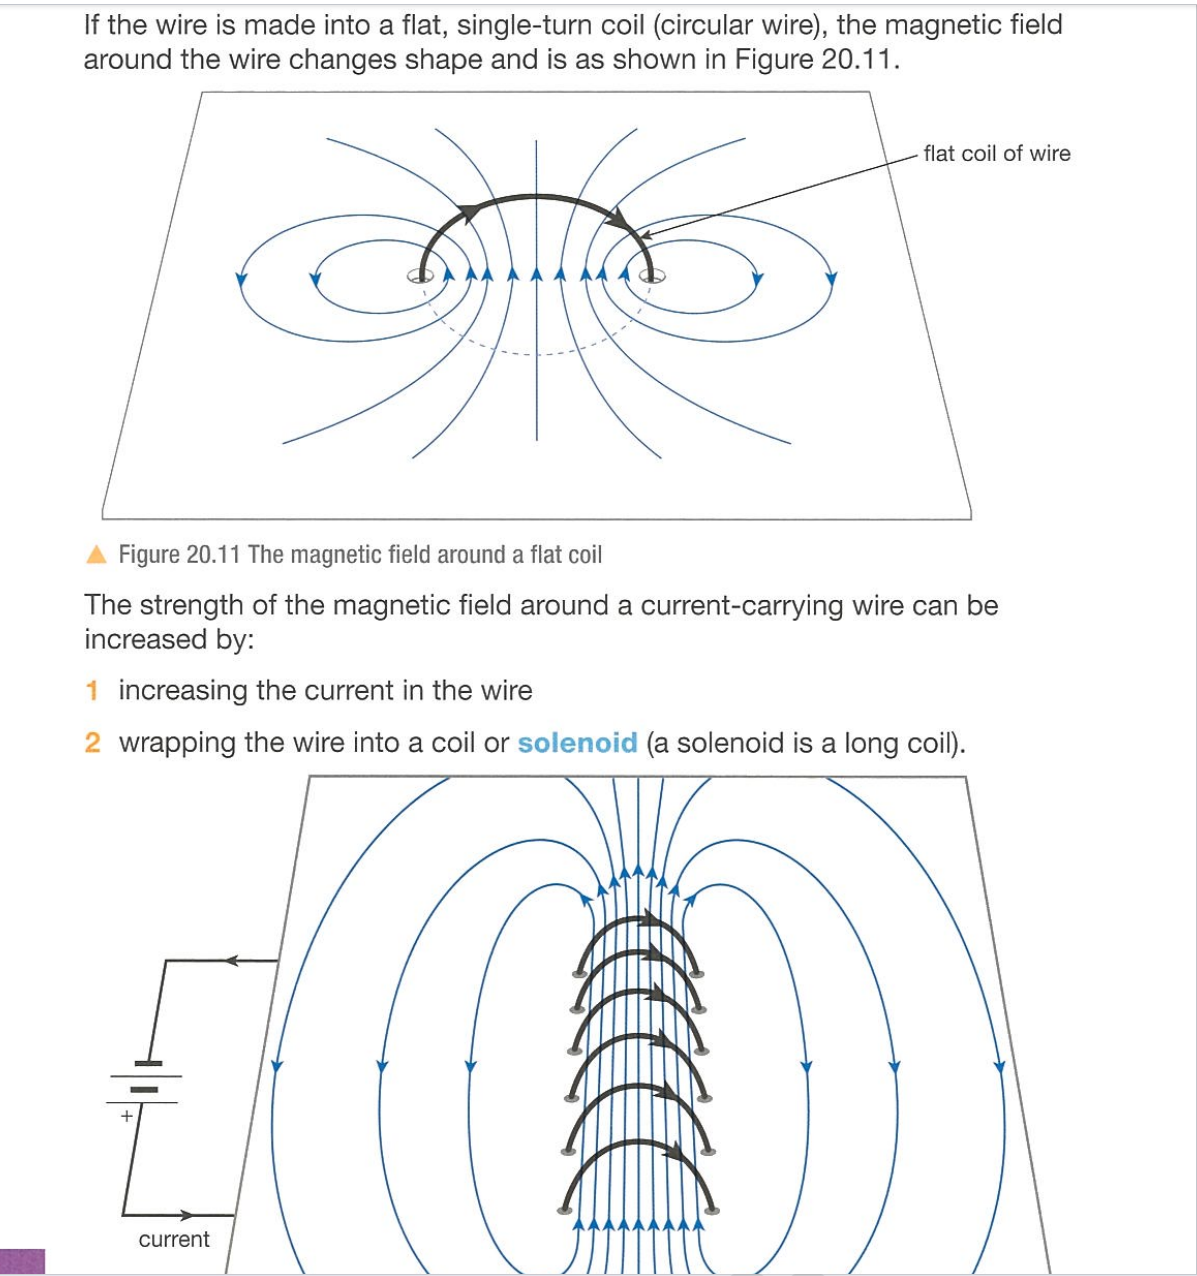 If the wire is made into a flat, single-turn coil (circular wire), the magnetic field
around the wire changes shape and is as shown in Figure 20.11.
flat coil of wire
Figure 20.11 The magnetic field around a flat coil
The strength of the magnetic field around a current-carrying wire can be
increased by:
1 increasing the current in the wire
2 wrapping the wire into a coil or solenoid (a solenoid is a long coil).
+
current